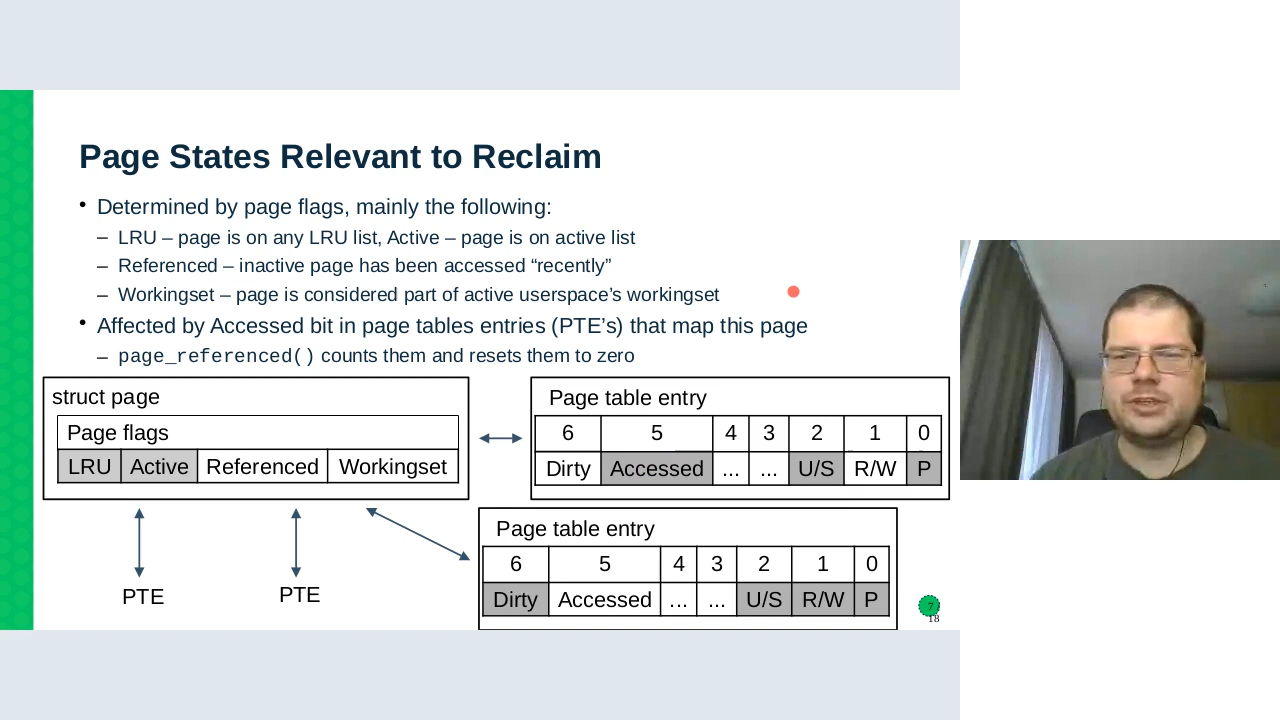 Page States Relevant to Reclaim
• Determined by page flags, mainly the following:
– LRU – page is on any LRU list, Active – page is on active list
– Referenced – inactive page has been accessed “recently”
– Workingset – page is considered part of active userspace’s workingset
• Affected by Accessed bit in page tables entries (PTE’s) that map this page
– page_referenced() counts them and resets them to zero
struct page
Page flags
LRU Active Referenced Workingset
Page table entry
6 5 4 3 2 1 0
Dirty Accessed ... ... U/S R/W P
Page table entry
6 5 4 3 2 1 0
Dirty Accessed ... ... U/S R/W P
PTE
PTE
7
18